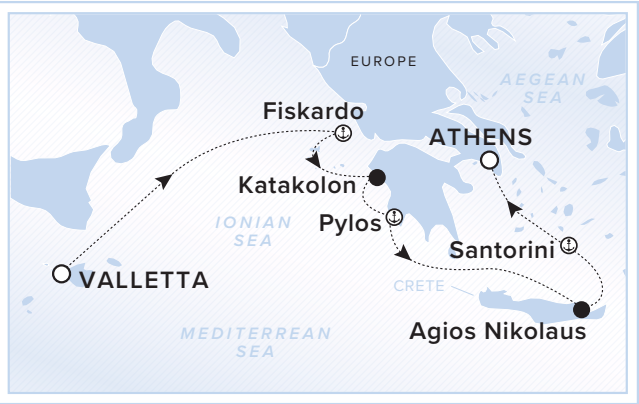 EUROPE
AEGEAN
SEA
Fiskardo
ATHENS
Katakolon
IONIAN
SEA
Pylos
Santorini
VALLETTA
CRETE
MEDITERREAN
SEA
Agios Nikolaus